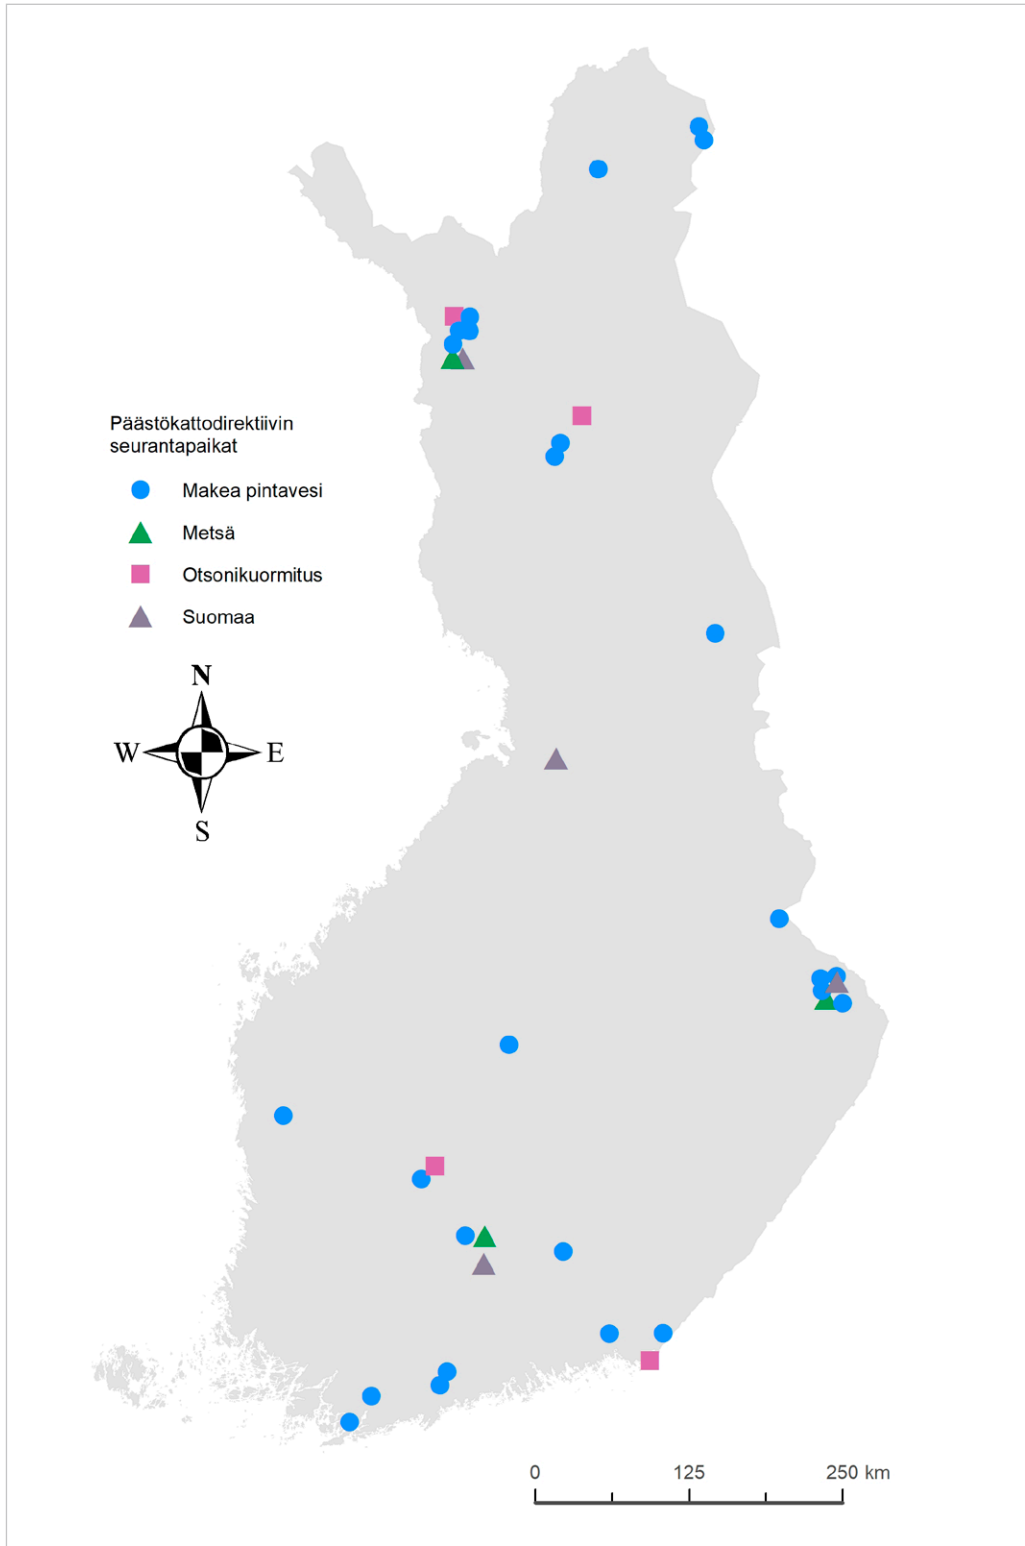 Päästökattodirektiivin
seurantapaikat
Makea pintavesi
Metsä
Otsonikuormitus
Suomaa
N
W E
S
0 125 250 km